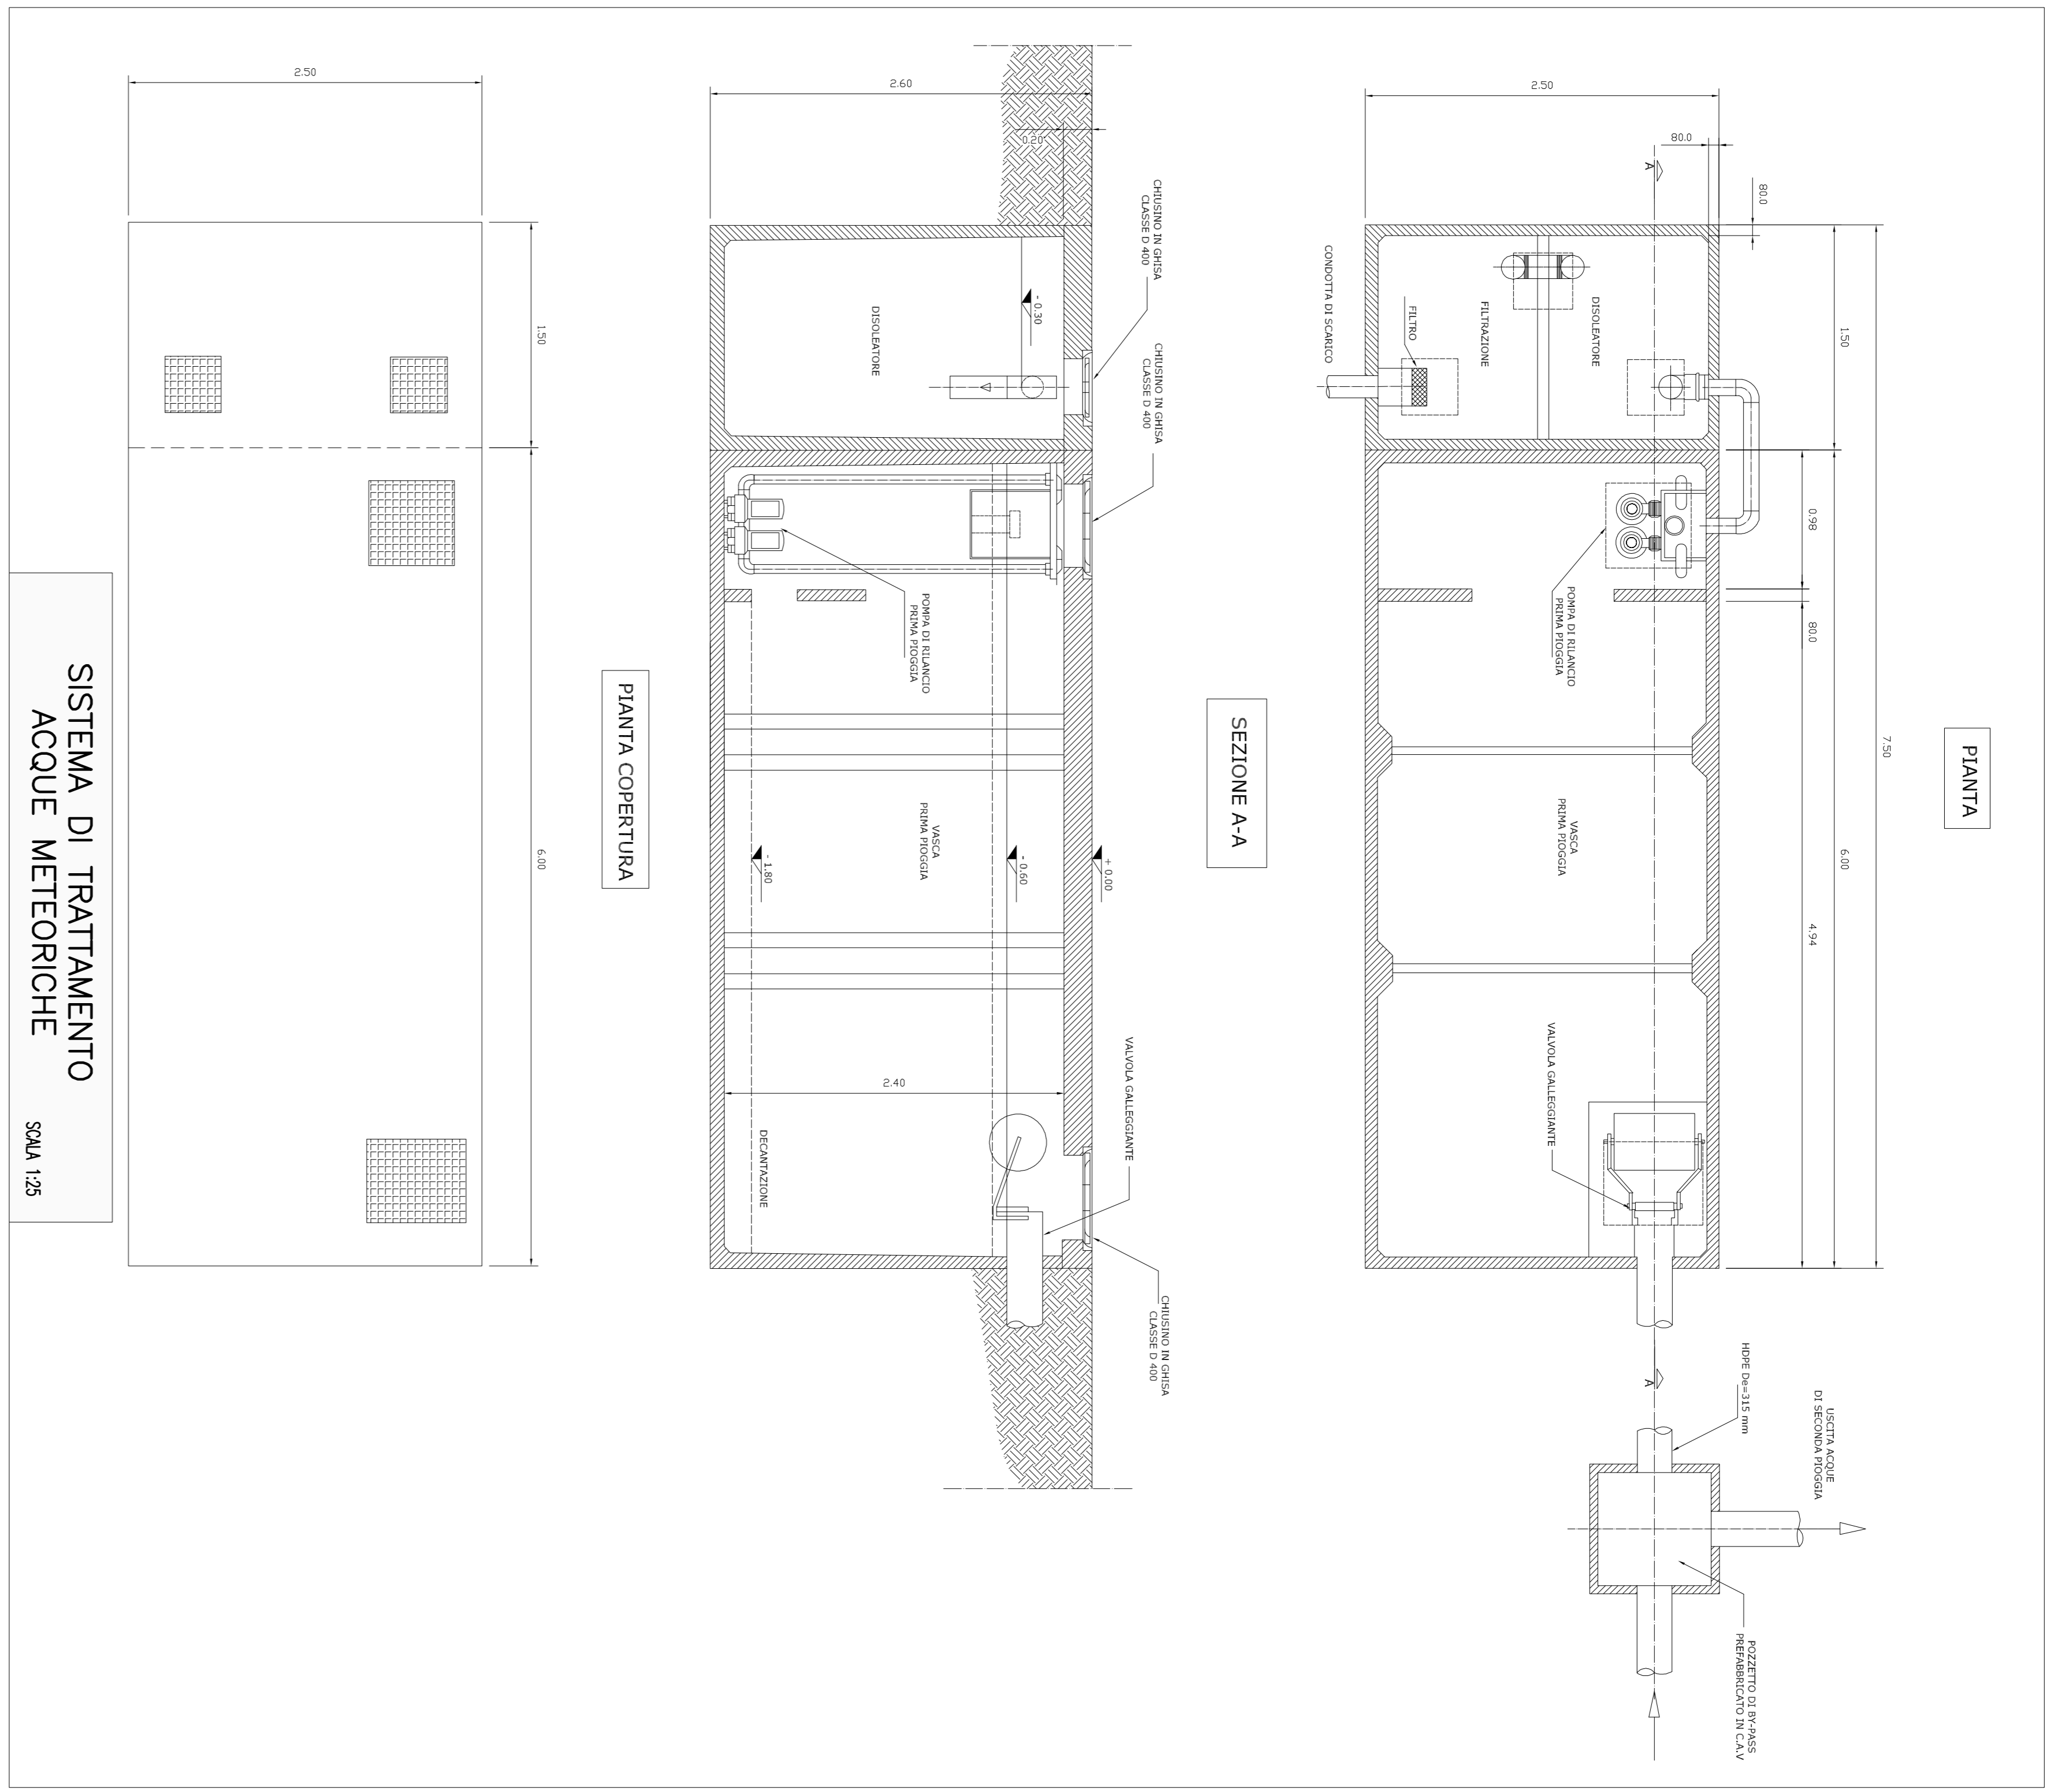 PIANTA
7.50
1.50
6.00
0.98
80.0
4.94
80.0
80.0
2.50
A
A
DISOLEATORE
FILTRAZIONE
FILTRO
CONDOTTA DI SCARICO
POMPA DI RILANCIO
PRIMA PIOGGIA
VASCA
PRIMA PIOGGIA
VALVOLA GALLEGGIANTE
HDPE De=315 mm
USCITA ACQUE
DI SECONDA PIOGGIA
POZZETTO DI BY-PASS
PREFABBRICATO IN C.A.V
SEZIONE A-A
CHIUSINO IN GHISA
CLASSE D 400
CHIUSINO IN GHISA
CLASSE D 400
CHIUSINO IN GHISA
CLASSE D 400
VALVOLA GALLEGGIANTE
+ 0.00
0.20
2.60
- 0.30
- 0.60
DISOLEATORE
POMPA DI RILANCIO
PRIMA PIOGGIA
VASCA
PRIMA PIOGGIA
2.40
- 1.80
DECANTAZIONE
PIANTA COPERTURA
1.50
6.00
2.50
SISTEMA DI TRATTAMENTO
ACQUE METEORICHE
SCALA 1:25